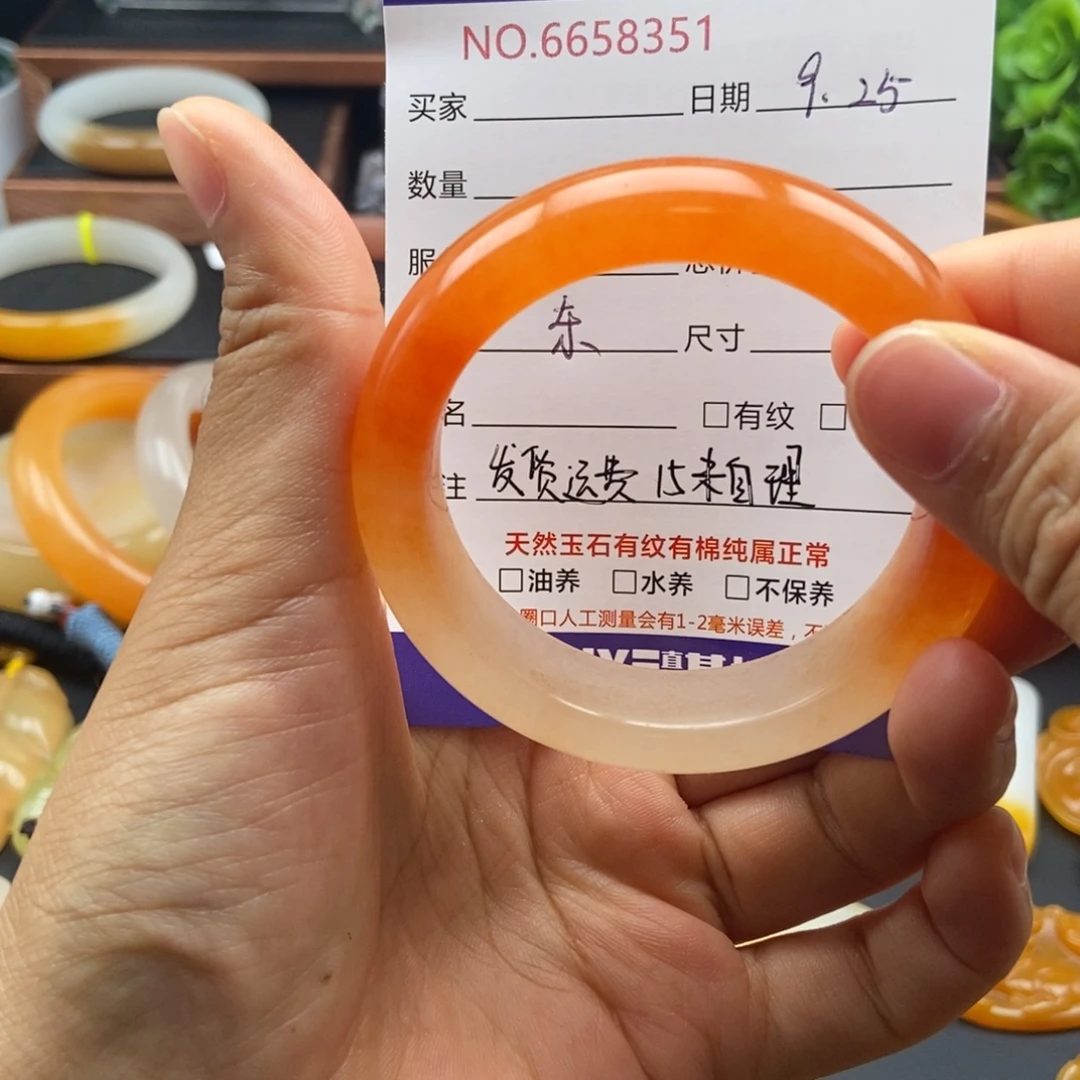 NO.6658351
买家 日期 9.25
数量
服
东 尺寸
名 □有纹 □
注 发货运费15来自理
天然玉石有纹有棉纯属正常
□油养 □水养 □不保养
圈口人工测量会有1-2毫米误差，不